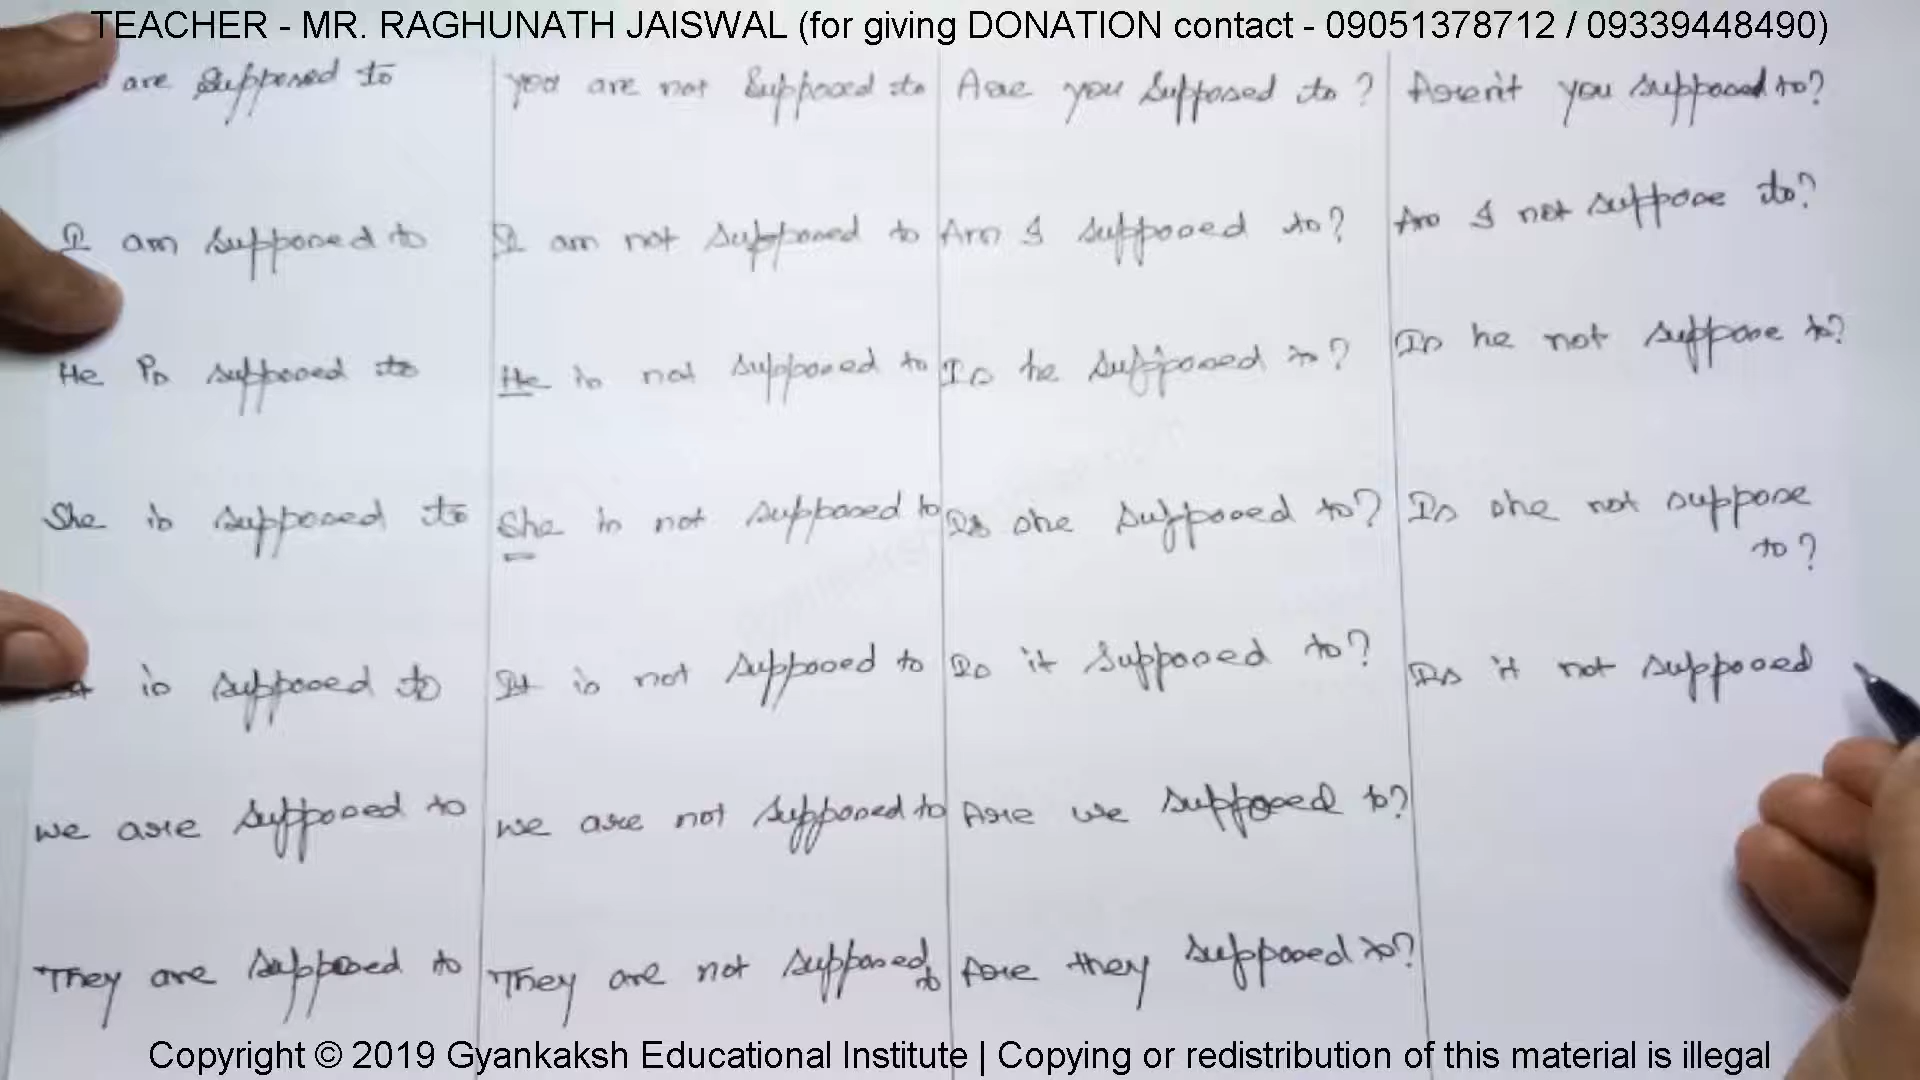 TEACHER - MR. RAGHUNATH JAISWAL (for giving DONATION contact - 09051378712 / 09339448490)
are supposed to
you are not supposed to
Are you supposed to ?
Aren't you supposed to?
I am supposed to
I am not supposed to
Am I supposed to?
Am I not suppose to?
He is supposed to
He is not supposed to
Is he supposed to?
Is he not suppose to?
She is supposed to
She is not supposed to
Is she supposed to?
Is she not suppose
to?
It is supposed to
It is not supposed to
Is it supposed to?
Is it not supposed
we are supposed to
we are not supposed to
Are we supposed to?
They are supposed to
They are not supposed
to
Are they supposed to?
Copyright © 2019 Gyankaksh Educational Institute | Copying or redistribution of this material is illegal